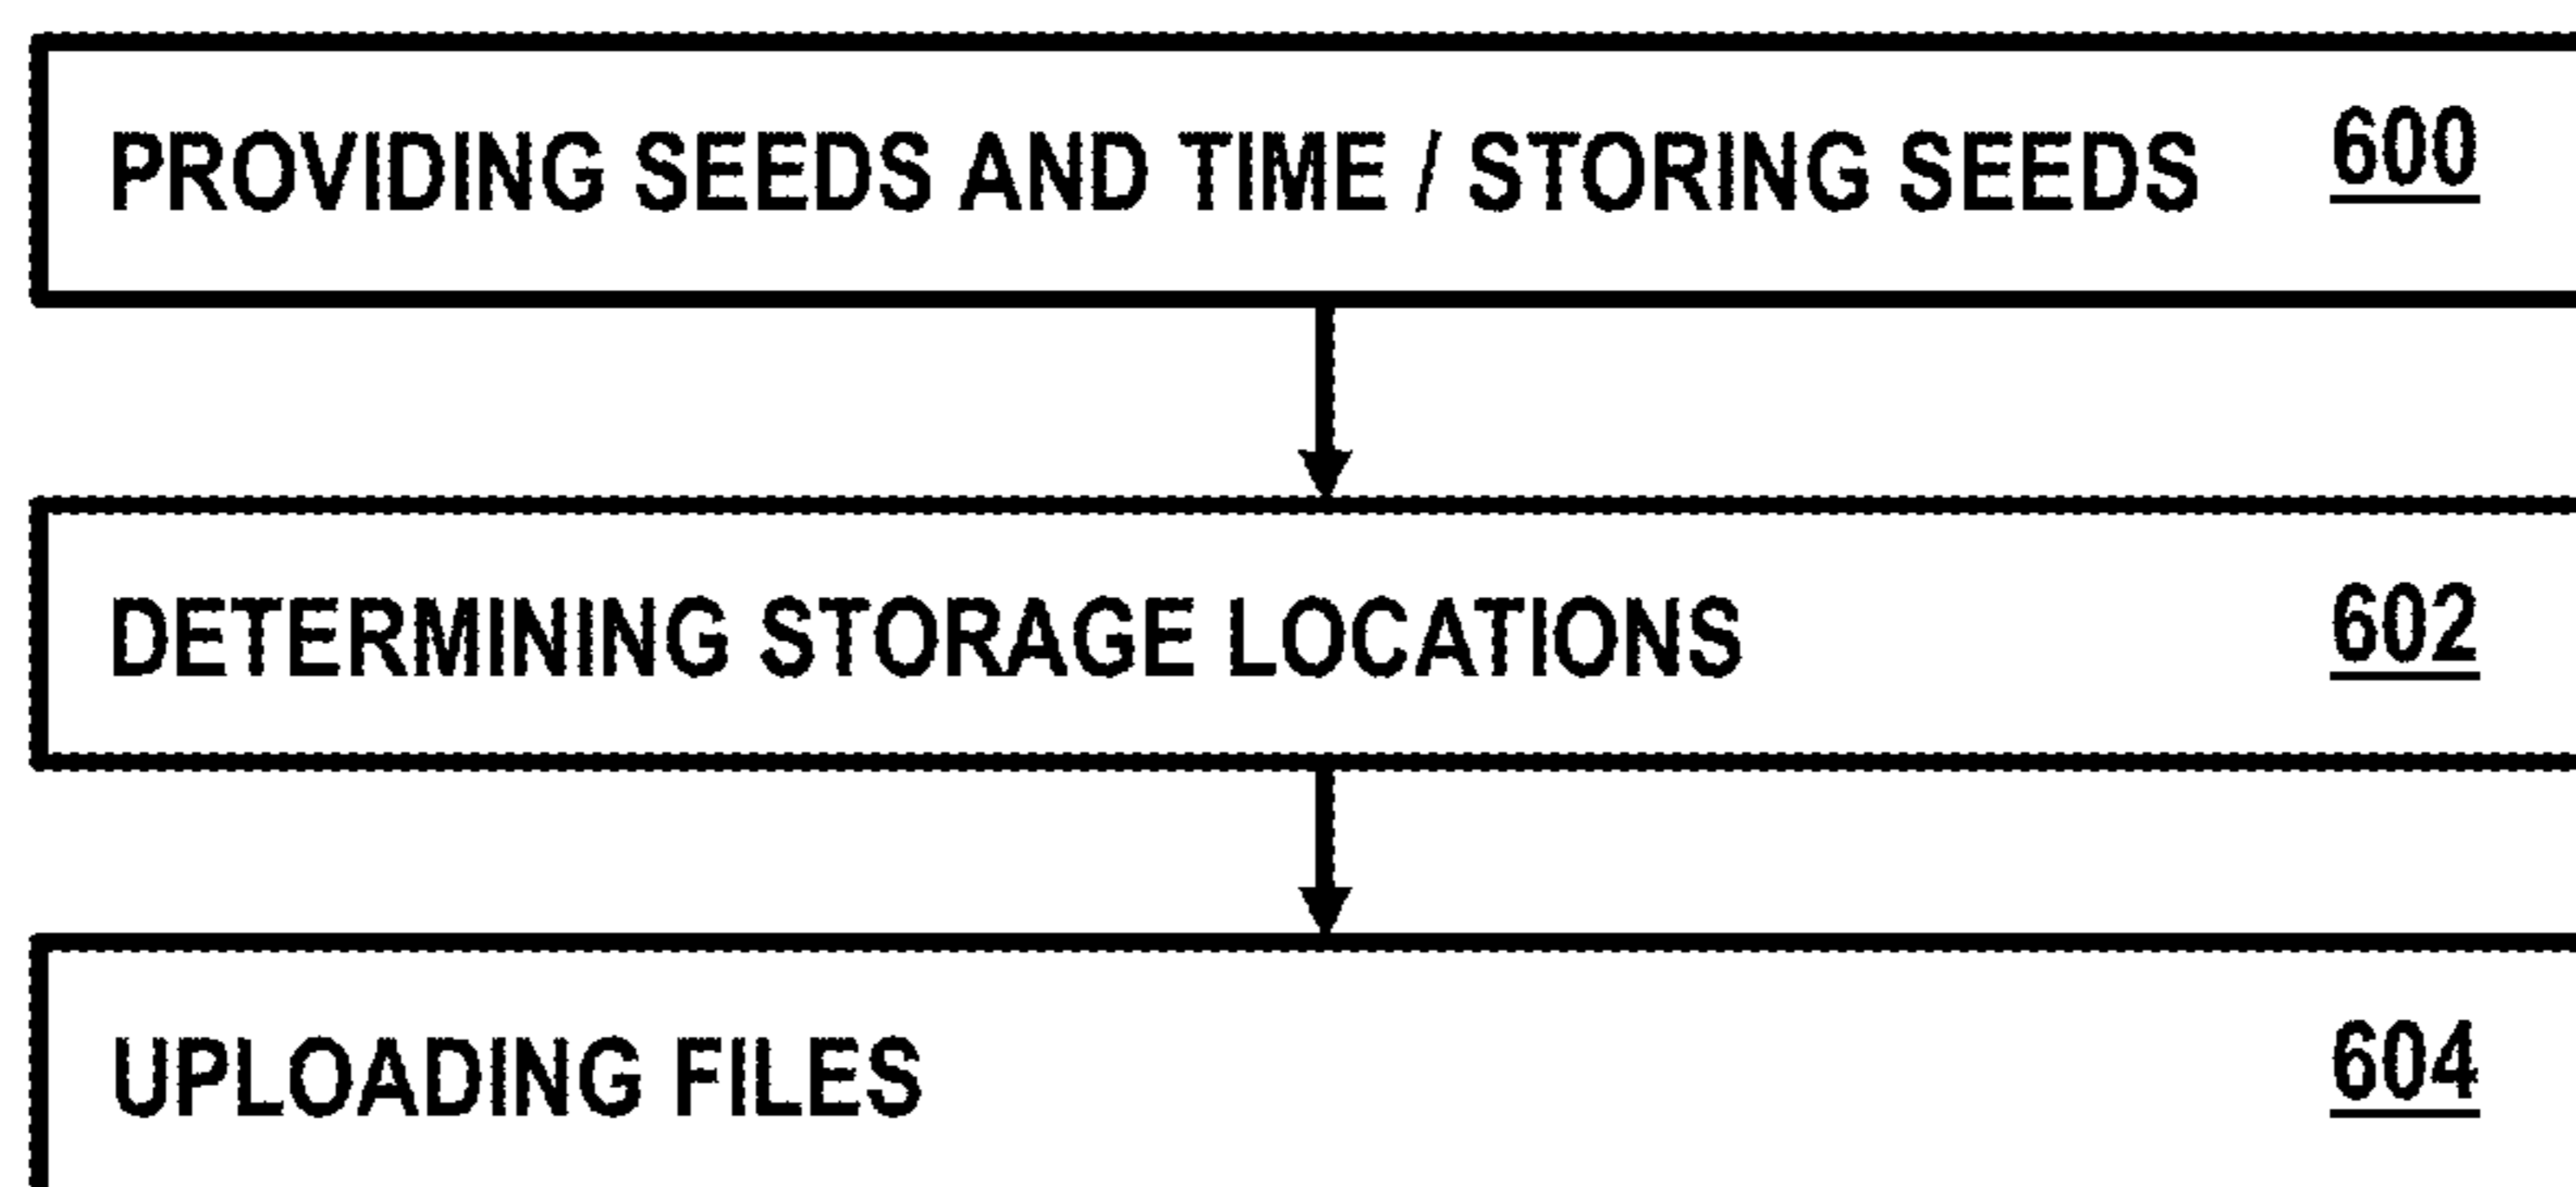 PROVIDING SEEDS AND TIME / STORING SEEDS 600
DETERMINING STORAGE LOCATIONS 602
UPLOADING FILES 604